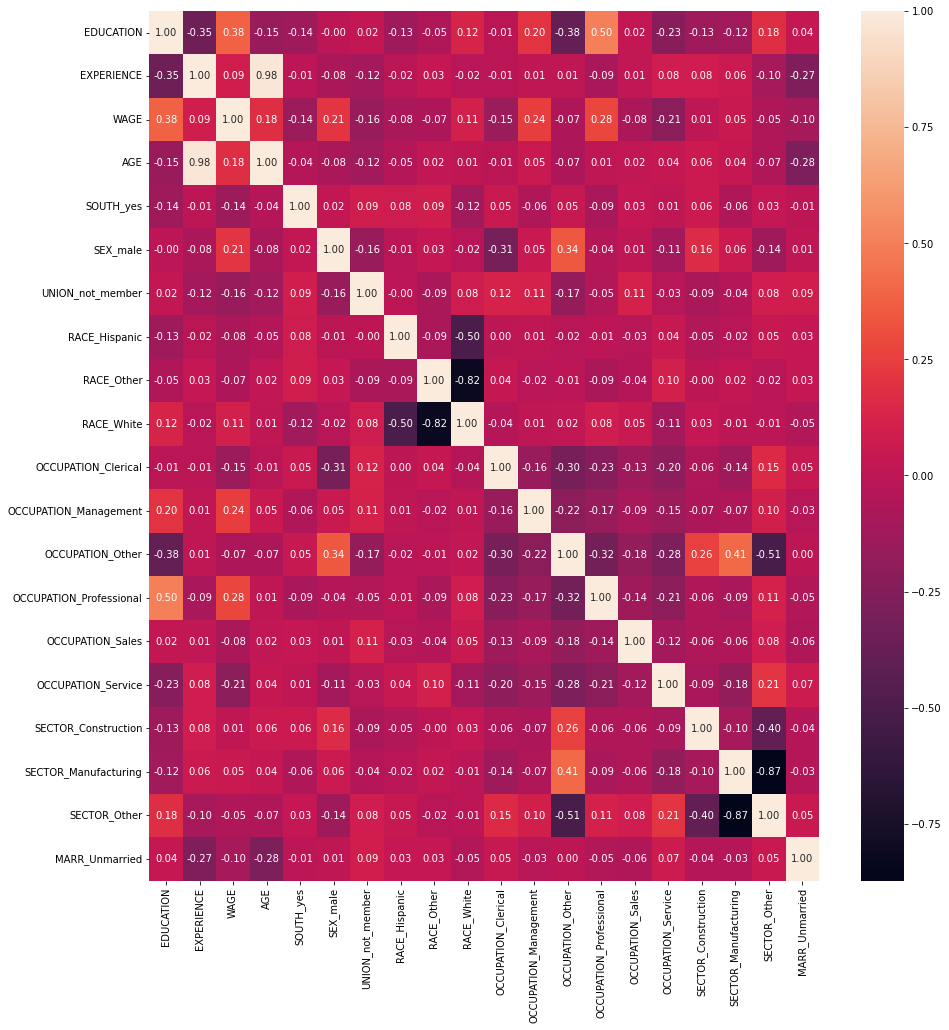 EDUCATION 1.00 -0.35 0.38 -0.15 -0.14 -0.00 0.02 -0.13 -0.05 0.12 -0.01 0.20 -0.38 0.50 0.02 -0.23 -0.13 -0.12 0.18 0.04
EXPERIENCE -0.35 1.00 0.09 0.98 -0.01 -0.08 -0.12 -0.02 0.03 -0.02 -0.01 0.01 0.01 -0.09 0.01 0.08 0.08 0.06 -0.10 -0.27
WAGE 0.38 0.09 1.00 0.18 -0.14 0.21 -0.16 -0.08 -0.07 0.11 -0.15 0.24 -0.07 0.28 -0.08 -0.21 0.01 0.05 -0.05 -0.10
AGE -0.15 0.98 0.18 1.00 -0.04 -0.08 -0.12 -0.05 0.02 0.01 -0.01 0.05 -0.07 0.01 0.02 0.04 0.06 0.04 -0.07 -0.28
SOUTH_yes -0.14 -0.01 -0.14 -0.04 1.00 0.02 0.09 0.08 0.09 -0.12 0.05 -0.06 0.05 -0.09 0.03 0.01 0.06 -0.06 0.03 -0.01
SEX_male -0.00 -0.08 0.21 -0.08 0.02 1.00 -0.16 -0.01 0.03 -0.02 -0.31 0.05 0.34 -0.04 0.01 -0.11 0.16 0.06 -0.14 0.01
UNION_not_member 0.02 -0.12 -0.16 -0.12 0.09 -0.16 1.00 -0.00 -0.09 0.08 0.12 0.11 -0.17 -0.05 0.11 -0.03 -0.09 -0.04 0.08 0.09
RACE_Hispanic -0.13 -0.02 -0.08 -0.05 0.08 -0.01 -0.00 1.00 -0.09 -0.50 0.00 0.01 -0.02 -0.01 -0.03 0.04 -0.05 -0.02 0.05 0.03
RACE_Other -0.05 0.03 -0.07 0.02 0.09 0.03 -0.09 -0.09 1.00 -0.82 0.04 -0.02 -0.01 -0.09 -0.04 0.10 -0.00 0.02 -0.02 0.03
RACE_White 0.12 -0.02 0.11 0.01 -0.12 -0.02 0.08 -0.50 -0.82 1.00 -0.04 0.01 0.02 0.08 0.05 -0.11 0.03 -0.01 -0.01 -0.05
OCCUPATION_Clerical -0.01 -0.01 -0.15 -0.01 0.05 -0.31 0.12 0.00 0.04 -0.04 1.00 -0.16 -0.30 -0.23 -0.13 -0.20 -0.06 -0.14 0.15 0.05
OCCUPATION_Management 0.20 0.01 0.24 0.05 -0.06 0.05 0.11 0.01 -0.02 0.01 -0.16 1.00 -0.22 -0.17 -0.09 -0.15 -0.07 -0.07 0.10 -0.03
OCCUPATION_Other -0.38 0.01 -0.07 -0.07 0.05 0.34 -0.17 -0.02 -0.01 0.02 -0.30 -0.22 1.00 -0.32 -0.18 -0.28 0.26 0.41 -0.51 0.00
OCCUPATION_Professional 0.50 -0.09 0.28 0.01 -0.09 -0.04 -0.05 -0.01 -0.09 0.08 -0.23 -0.17 -0.32 1.00 -0.14 -0.21 -0.06 -0.09 0.11 -0.05
OCCUPATION_Sales 0.02 0.01 -0.08 0.02 0.03 0.01 0.11 -0.03 -0.04 0.05 -0.13 -0.09 -0.18 -0.14 1.00 -0.12 -0.06 -0.06 0.08 -0.06
OCCUPATION_Service -0.23 0.08 -0.21 0.04 0.01 -0.11 -0.03 0.04 0.10 -0.11 -0.20 -0.15 -0.28 -0.21 -0.12 1.00 -0.09 -0.18 0.21 0.07
SECTOR_Construction -0.13 0.08 0.01 0.06 0.06 0.16 -0.09 -0.05 -0.00 0.03 -0.06 -0.07 0.26 -0.06 -0.06 -0.09 1.00 -0.10 -0.40 -0.04
SECTOR_Manufacturing -0.12 0.06 0.05 0.04 -0.06 0.06 -0.04 -0.02 0.02 -0.01 -0.14 -0.07 0.41 -0.09 -0.06 -0.18 -0.10 1.00 -0.87 -0.03
SECTOR_Other 0.18 -0.10 -0.05 -0.07 0.03 -0.14 0.08 0.05 -0.02 -0.01 0.15 0.10 -0.51 0.11 0.08 0.21 -0.40 -0.87 1.00 0.05
MARR_Unmarried 0.04 -0.27 -0.10 -0.28 -0.01 0.01 0.09 0.03 0.03 -0.05 0.05 -0.03 0.00 -0.05 -0.06 0.07 -0.04 -0.03 0.05 1.00
EDUCATION
EXPERIENCE
WAGE
AGE
SOUTH_yes
SEX_male
UNION_not_member
RACE_Hispanic
RACE_Other
RACE_White
OCCUPATION_Clerical
OCCUPATION_Management
OCCUPATION_Other
OCCUPATION_Professional
OCCUPATION_Sales
OCCUPATION_Service
SECTOR_Construction
SECTOR_Manufacturing
SECTOR_Other
MARR_Unmarried
1.00
0.75
0.50
0.25
0.00
−0.25
−0.50
−0.75